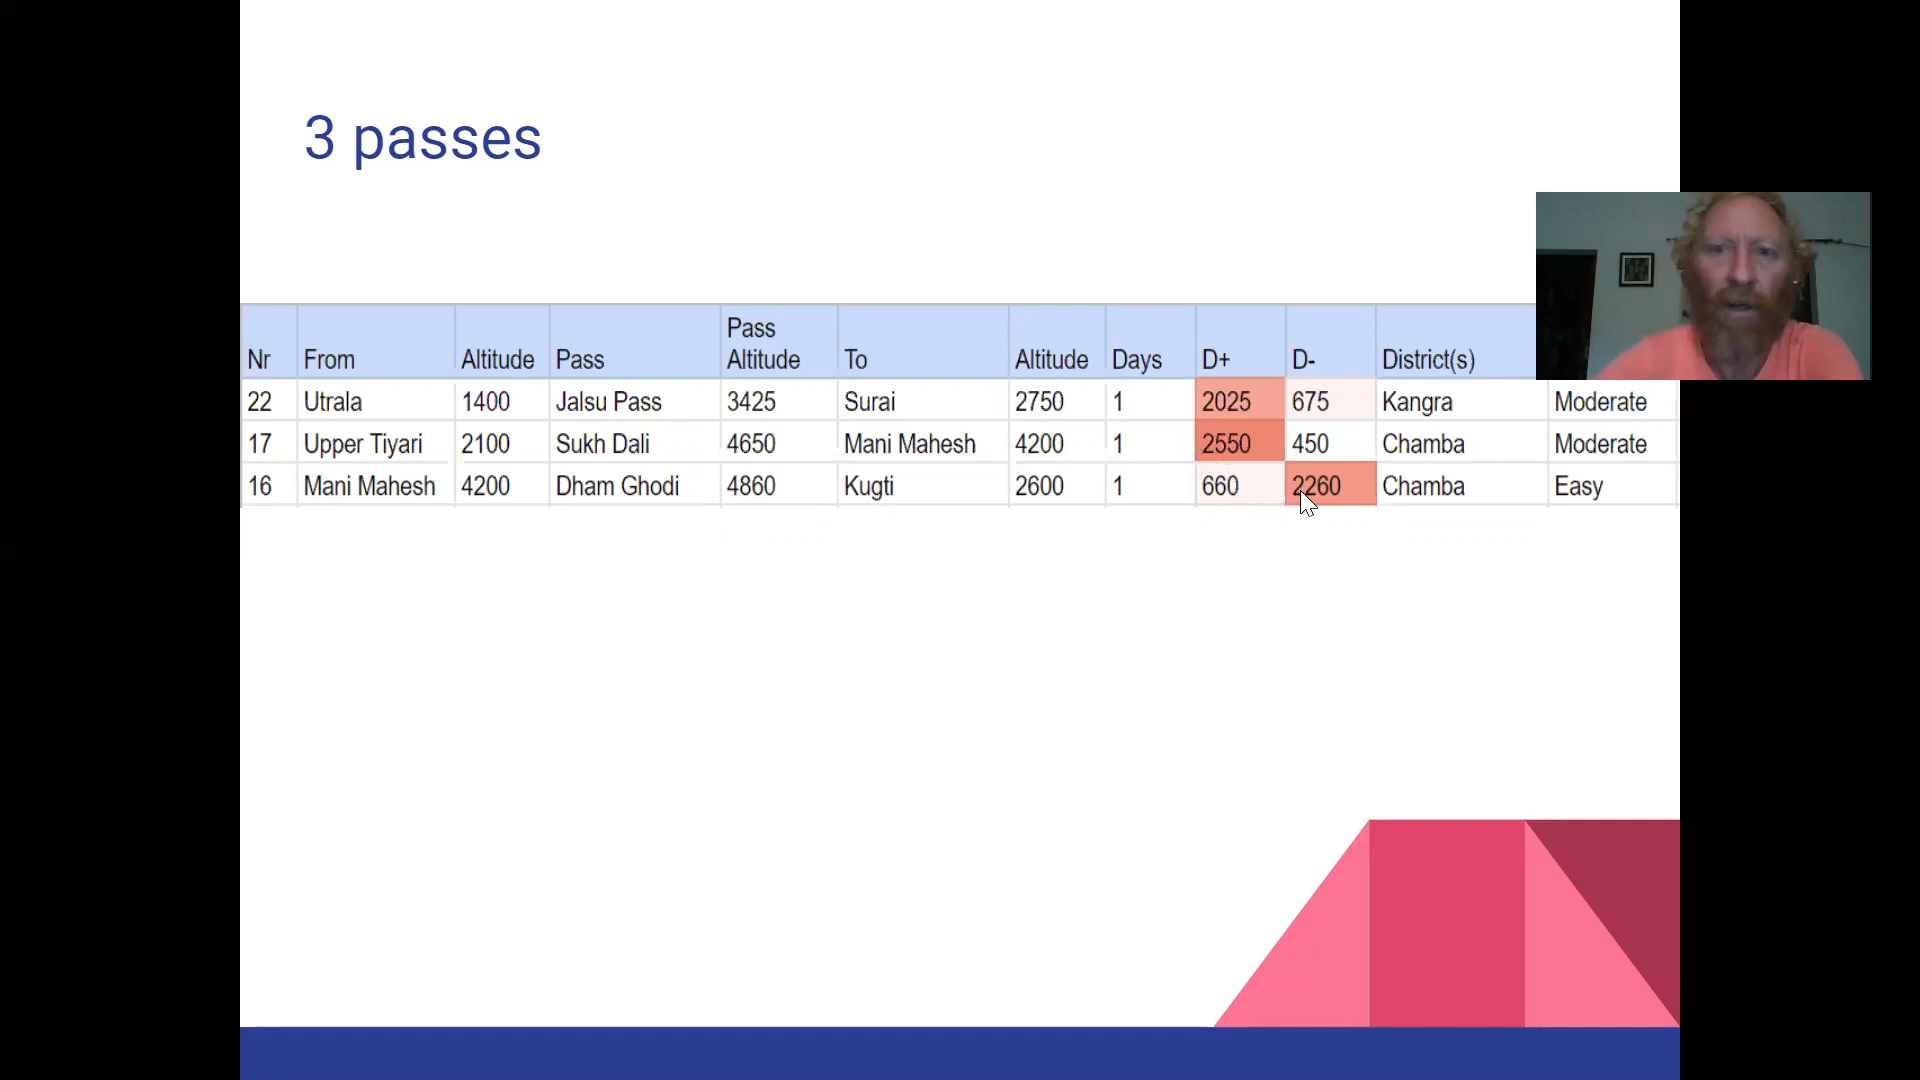 3 passes
Nr From Altitude Pass Pass Altitude To Altitude Days D+ D- District(s)
22 Utrala 1400 Jalsu Pass 3425 Surai 2750 1 2025 675 Kangra Moderate
17 Upper Tiyari 2100 Sukh Dali 4650 Mani Mahesh 4200 1 2550 450 Chamba Moderate
16 Mani Mahesh 4200 Dham Ghodi 4860 Kugti 2600 1 660 2260 Chamba Easy